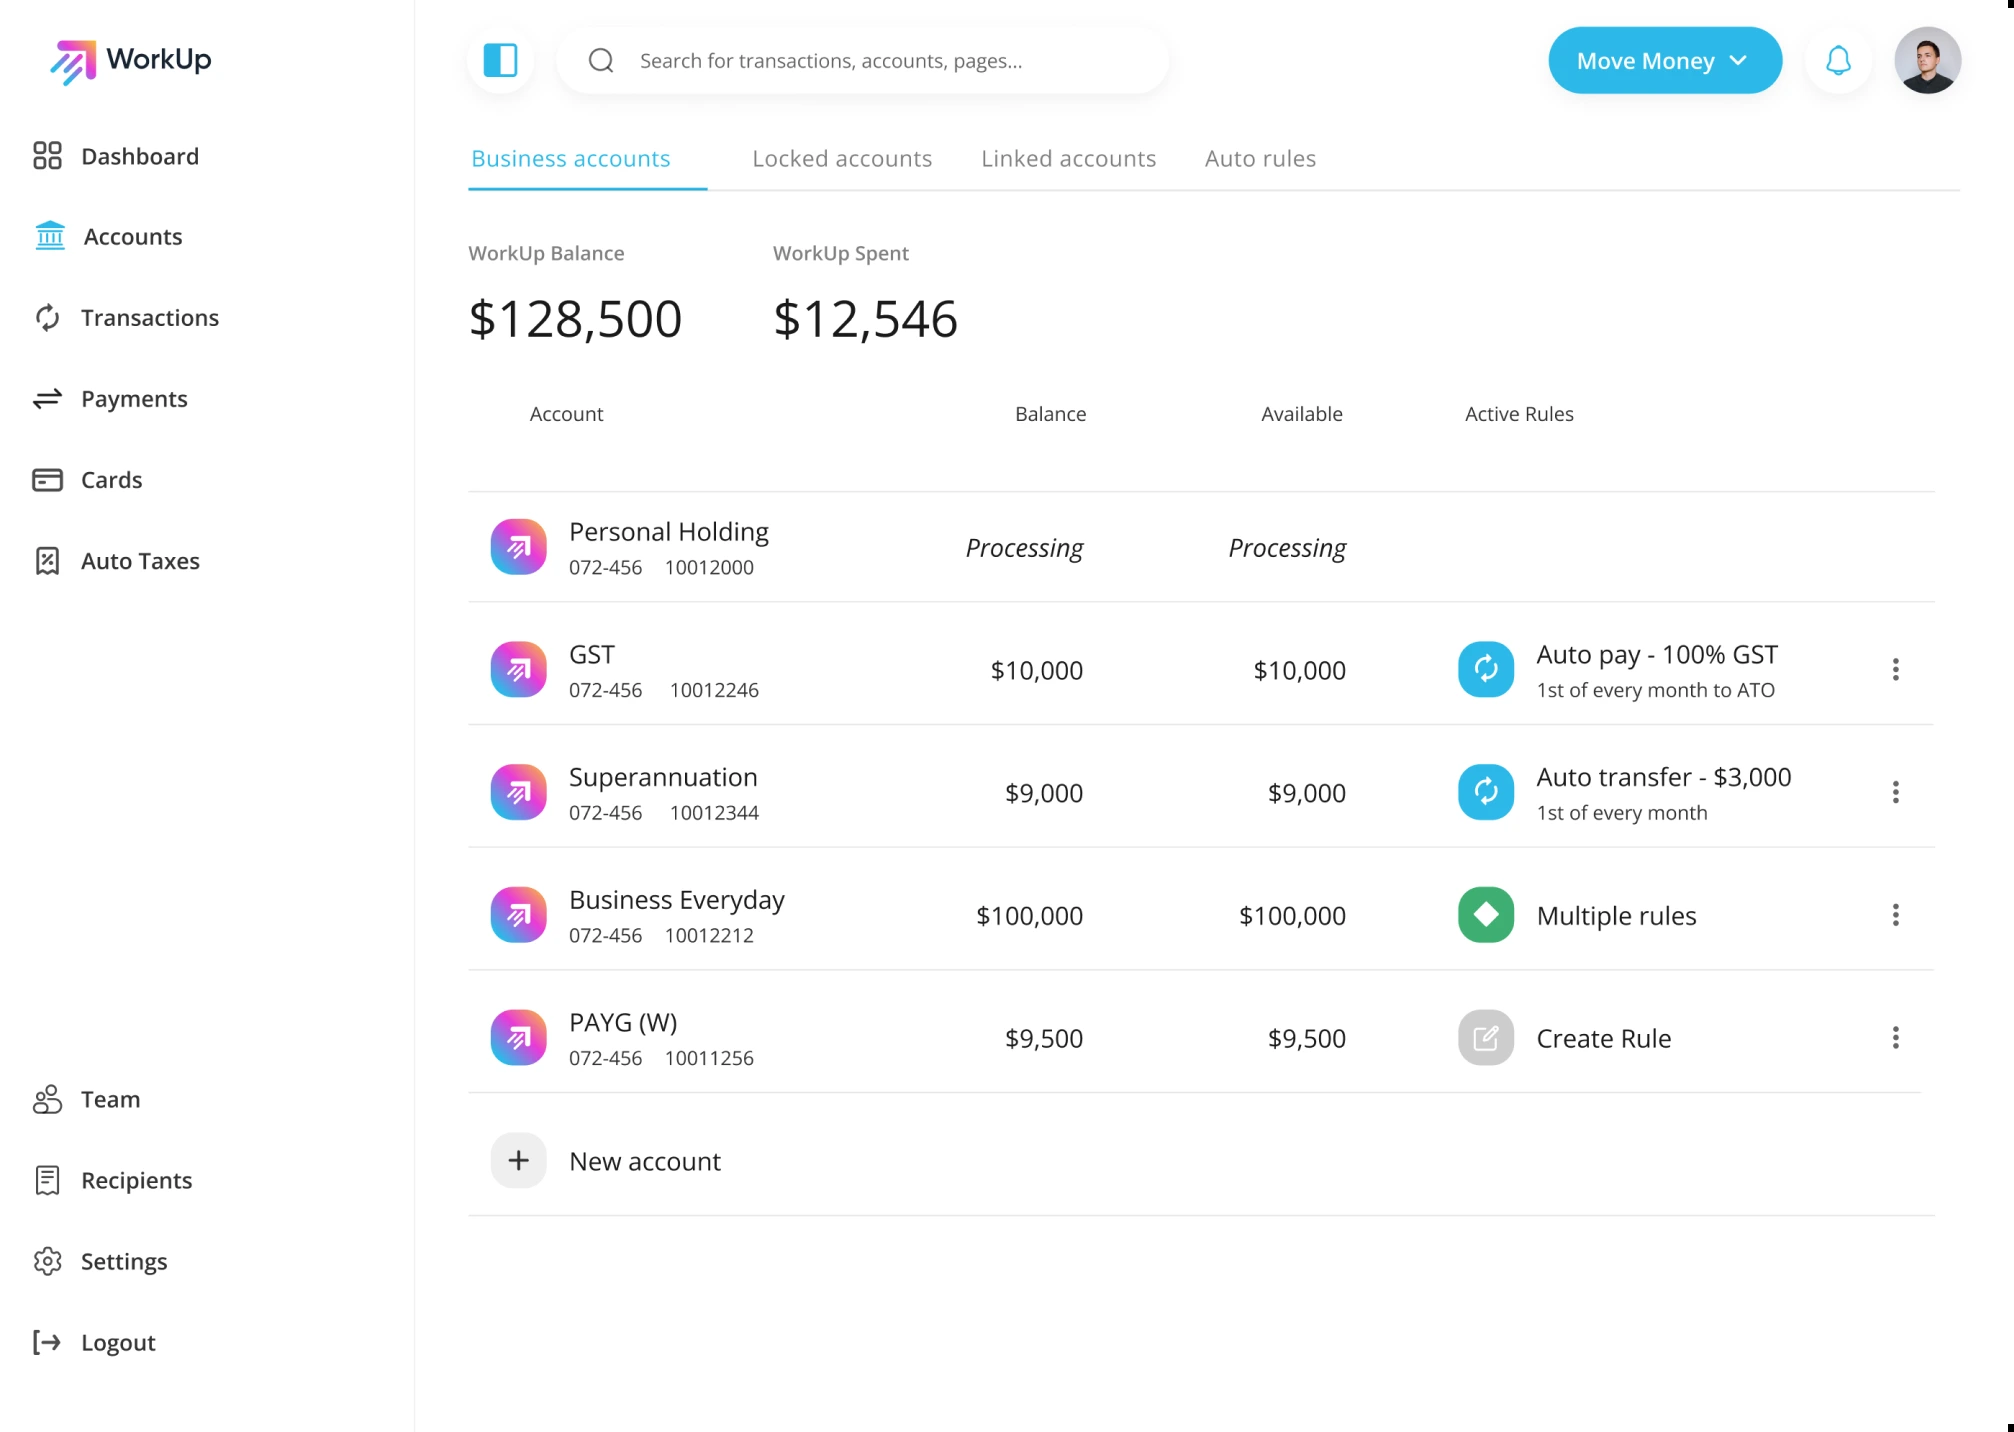 WorkUp
Search for transactions, accounts, pages...
Move Money
Dashboard
Accounts
Transactions
Payments
Cards
Auto Taxes
Team
Recipients
Settings
Logout
Business accounts Locked accounts Linked accounts Auto rules
WorkUp Balance WorkUp Spent
$128,500 $12,546
Account Balance Available Active Rules
Personal Holding
072-456 10012000
Processing Processing
GST
072-456 10012246
$10,000 $10,000
Auto pay - 100% GST
1st of every month to ATO
Superannuation
072-456 10012344
$9,000 $9,000
Auto transfer - $3,000
1st of every month
Business Everyday
072-456 10012212
$100,000 $100,000
Multiple rules
PAYG (W)
072-456 10011256
$9,500 $9,500
Create Rule
New account